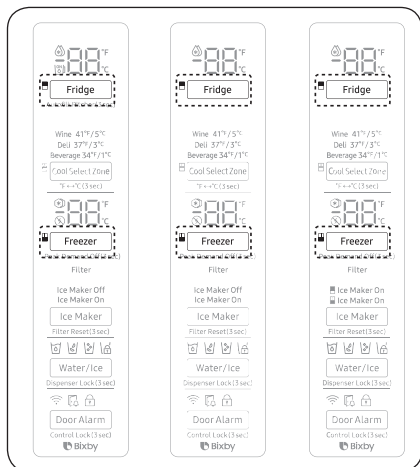 °F
°C
Fridge
Wine 41°F/5°C
Deli 37°F/3°C
Beverage 34°F/1°C
Cool Select Zone
°F↔°C (3 sec)
°F
°C
Freezer
Filter
Ice Maker Off
Ice Maker On
Ice Maker
Filter Reset(3 sec)
Water/Ice
Dispenser Lock (3 sec)
Door Alarm
Control Lock (3 sec)
Bixby
°F
°C
Fridge
Wine 41°F/5°C
Deli 37°F/3°C
Beverage 34°F/1°C
Cool Select Zone
°F↔°C (3 sec)
°F
°C
Freezer
Filter
Ice Maker Off
Ice Maker On
Ice Maker
Filter Reset(3 sec)
Water/Ice
Dispenser Lock (3 sec)
Door Alarm
Control Lock (3 sec)
Bixby
°F
°C
Fridge
Wine 41°F/5°C
Deli 37°F/3°C
Beverage 34°F/1°C
Cool Select Zone
°F↔°C (3 sec)
°F
°C
Freezer
Filter
Ice Maker On
Ice Maker On
Ice Maker
Filter Reset(3 sec)
Water/Ice
Dispenser Lock (3 sec)
Door Alarm
Control Lock (3 sec)
Bixby